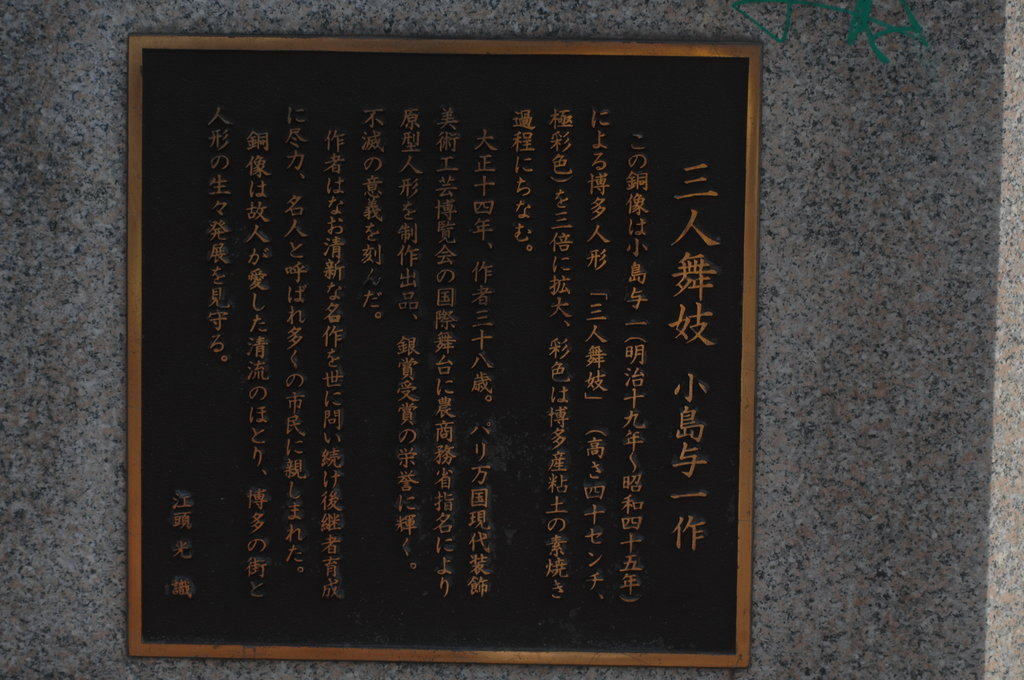 三人舞妓 小島与一作
この銅像は小島与一(明治十九年〜昭和四十五年)
による博多人形「三人舞妓」(高さ四十センチ、
極彩色)を三倍に拡大、彩色は博多産粘土の素焼き
過程にちなむ。
大正十四年、作者三十八歳。パリ万国現代装飾
美術工芸博覧会の国際舞台に農商務省指名により
原型人形を制作出品、銀賞受賞の栄誉に輝く。
不滅の意義を刻んだ。
作者はなお清新な名作を世に問い続け後継者育成
に尽力、名人と呼ばれ多くの市民に親しまれた。
銅像は故人が愛した清流のほとり、博多の街と
人形の生々発展を見守る。
江頭 光 識